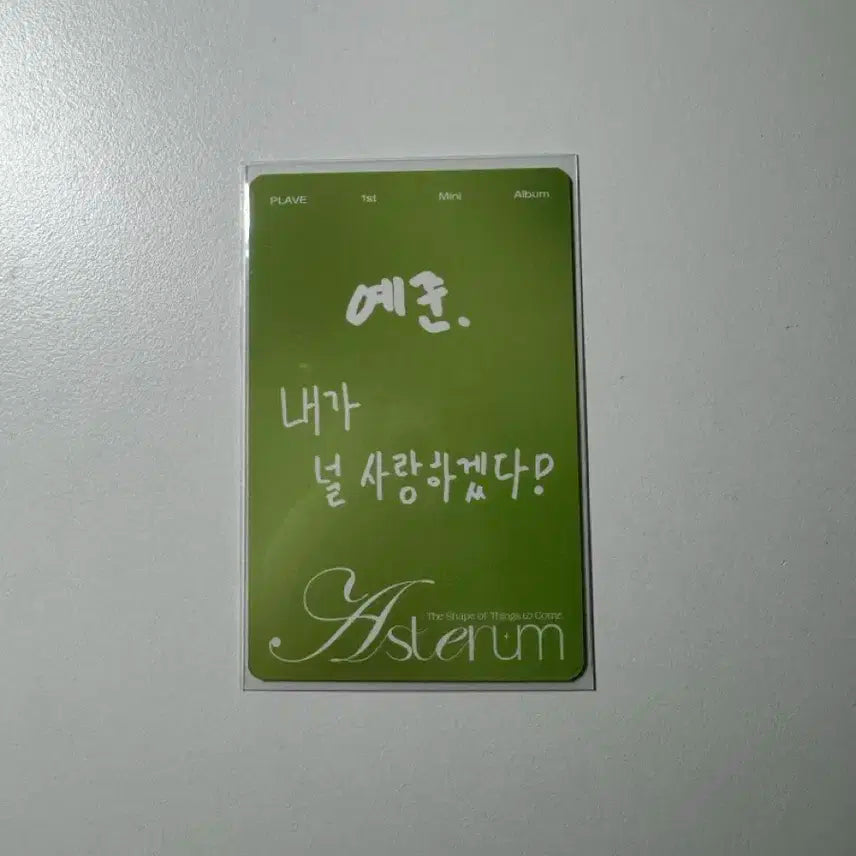 PLAVE 1st Mini Album
예준.
내가
널 사랑하겠다!
The Shape of Things to Come
Asterum